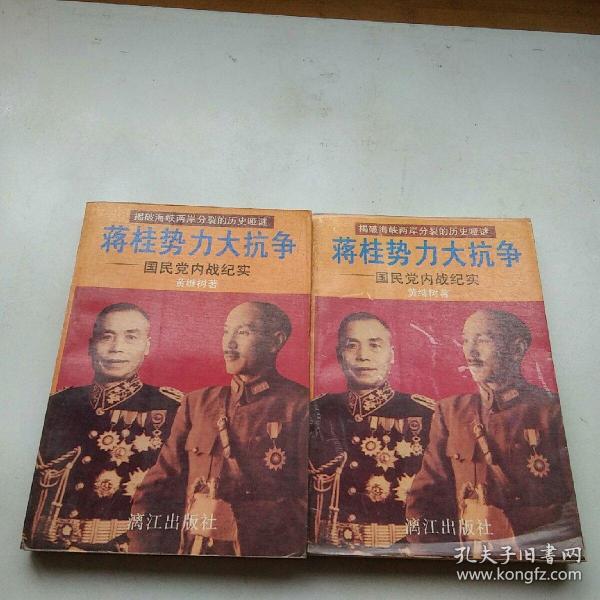 揭破海峡两岸分裂的历史哑谜
蒋桂势力大抗争
——国民党内战纪实
黄继树著
漓江出版社
揭破海峡两岸分裂的历史哑谜
蒋桂势力大抗争
——国民党内战纪实
黄继树著
漓江出版社
孔夫子旧书网
www.kongfz.com